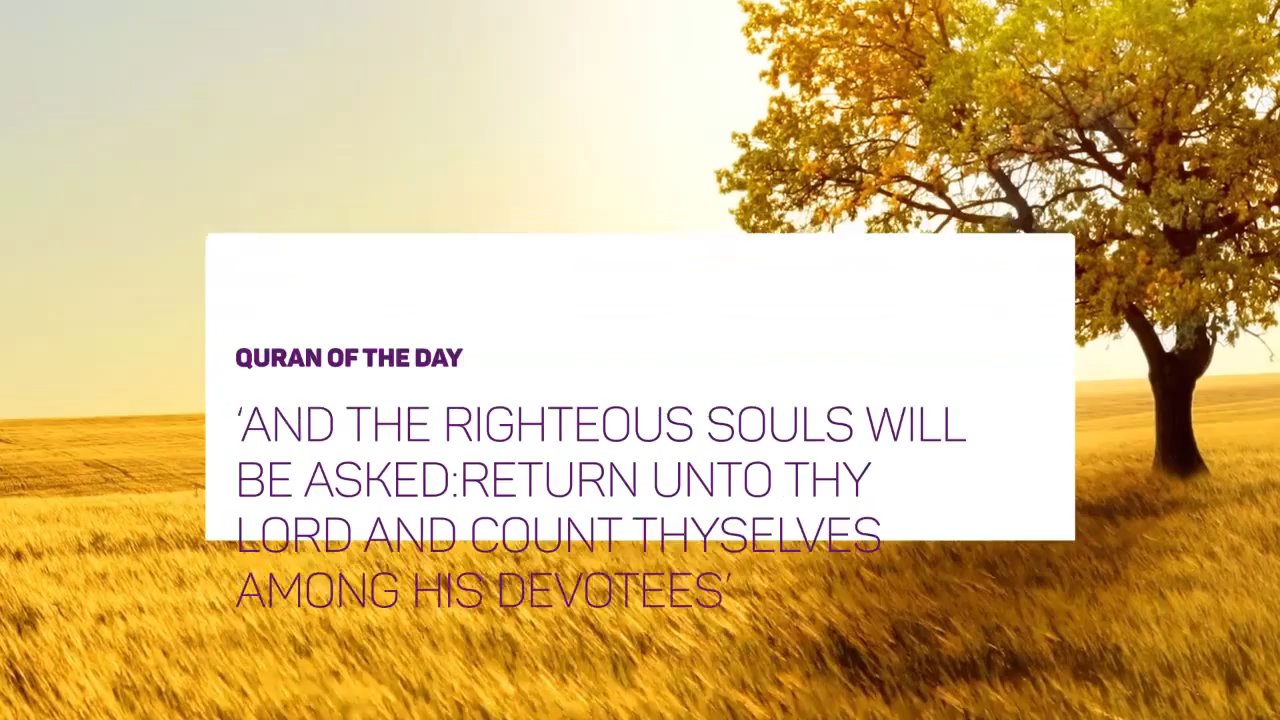 QURAN OF THE DAY
‘AND THE RIGHTEOUS SOULS WILL
BE ASKED:RETURN UNTO THY
LORD AND COUNT THYSELVES
AMONG HIS DEVOTEES’